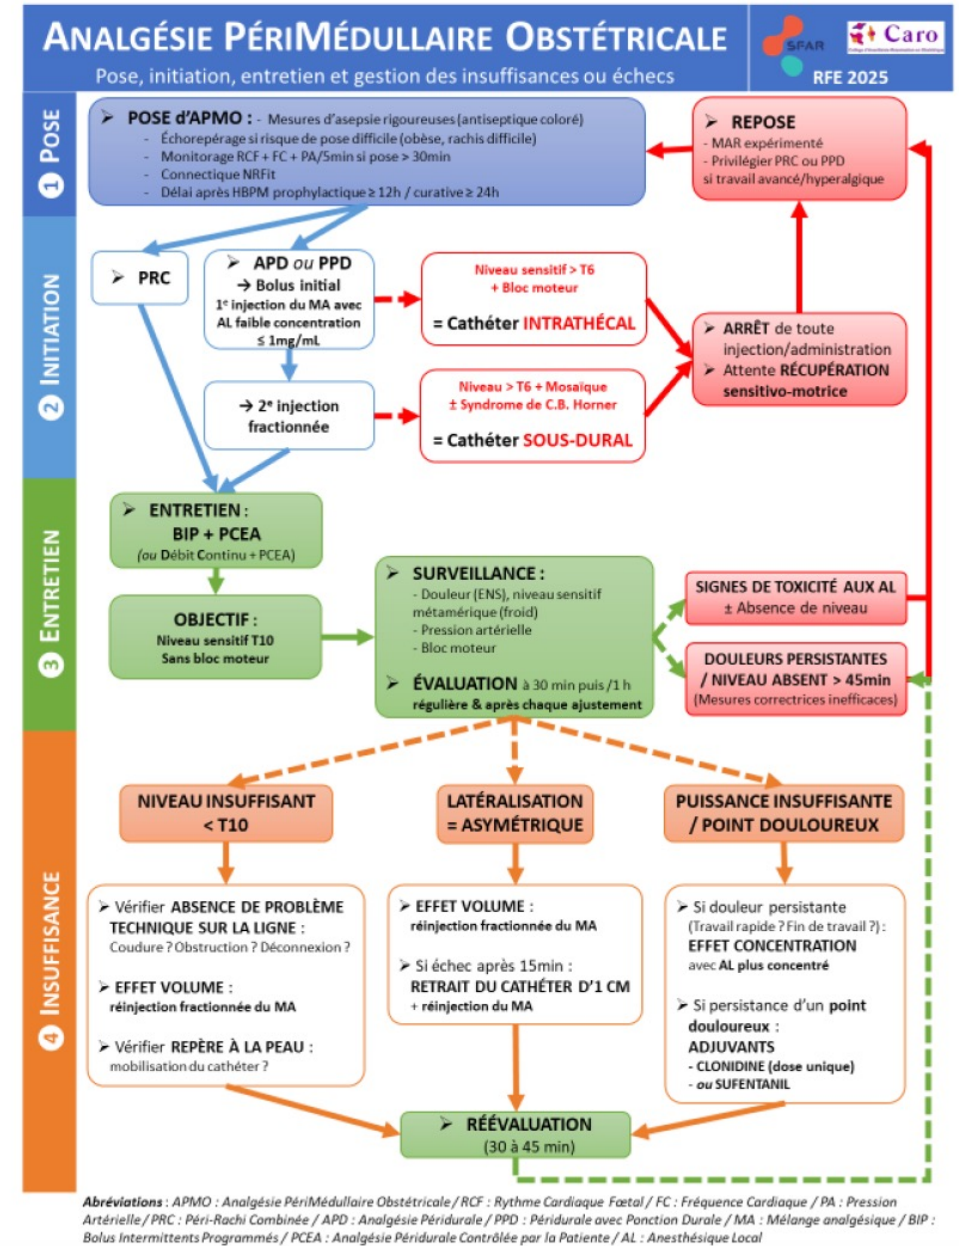 ANALGÉSIE PÉRIMÉDULLAIRE OBSTÉTRICALE
Pose, initiation, entretien et gestion des insuffisances ou échecs
SFAR
Caro
RFE 2025
1 POSE
➢ POSE d’APMO : - Mesures d’asepsie rigoureuses (antiseptique coloré)
- Échorepérage si risque de pose difficile (obèse, rachis difficile)
- Monitorage RCF + FC + PA/5min si pose > 30min
- Connectique NRFit
- Délai après HBPM prophylactique ≥ 12h / curative ≥ 24h
➢ REPOSE
- MAR expérimenté
- Privilégier PRC ou PPD
si travail avancé/hyperalgique
2 INITIATION
➢ PRC
➢ APD ou PPD
→ Bolus initial
1e injection du MA avec
AL faible concentration
≤ 1mg/mL
Niveau sensitif > T6
+ Bloc moteur
= Cathéter INTRATHÉCAL
➢ ARRÊT de toute
injection/administration
➢ Attente RÉCUPÉRATION
sensitivo-motrice
→ 2e injection
fractionnée
Niveau > T6 + Mosaïque
± Syndrome de C.B. Horner
= Cathéter SOUS-DURAL
3 ENTRETIEN
➢ ENTRETIEN :
BIP + PCEA
(ou Débit Continu + PCEA)
OBJECTIF :
Niveau sensitif T10
Sans bloc moteur
➢ SURVEILLANCE :
- Douleur (ENS), niveau sensitif
métamérique (froid)
- Pression artérielle
- Bloc moteur
➢ ÉVALUATION à 30 min puis /1 h
régulière & après chaque ajustement
SIGNES DE TOXICITÉ AUX AL
± Absence de niveau
DOULEURS PERSISTANTES
/ NIVEAU ABSENT > 45min
(Mesures correctrices inefficaces)
4 INSUFFISANCE
NIVEAU INSUFFISANT
< T10
➢ Vérifier ABSENCE DE PROBLÈME
TECHNIQUE SUR LA LIGNE :
Coudure ? Obstruction ? Déconnexion ?
➢ EFFET VOLUME :
réinjection fractionnée du MA
➢ Vérifier REPÈRE À LA PEAU :
mobilisation du cathéter ?
LATÉRALISATION
= ASYMÉTRIQUE
➢ EFFET VOLUME :
réinjection fractionnée du MA
➢ Si échec après 15min :
RETRAIT DU CATHÉTER D’1 CM
+ réinjection du MA
PUISSANCE INSUFFISANTE
/ POINT DOULOUREUX
➢ Si douleur persistante
(Travail rapide ? Fin de travail ?) :
EFFET CONCENTRATION
avec AL plus concentré
➢ Si persistance d’un point
douloureux :
ADJUVANTS
- CLONIDINE (dose unique)
- ou SUFENTANIL
➢ RÉÉVALUATION
(30 à 45 min)
Abréviations : APMO : Analgésie PériMédullaire Obstétricale / RCF : Rythme Cardiaque Fœtal / FC : Fréquence Cardiaque / PA : Pression
Artérielle / PRC : Péri-Rachi Combinée / APD : Analgésie Péridurale / PPD : Péridurale avec Ponction Durale / MA : Mélange analgésique / BIP :
Bolus Intermittents Programmés / PCEA : Analgésie Péridurale Contrôlée par la Patiente / AL : Anesthésique Local